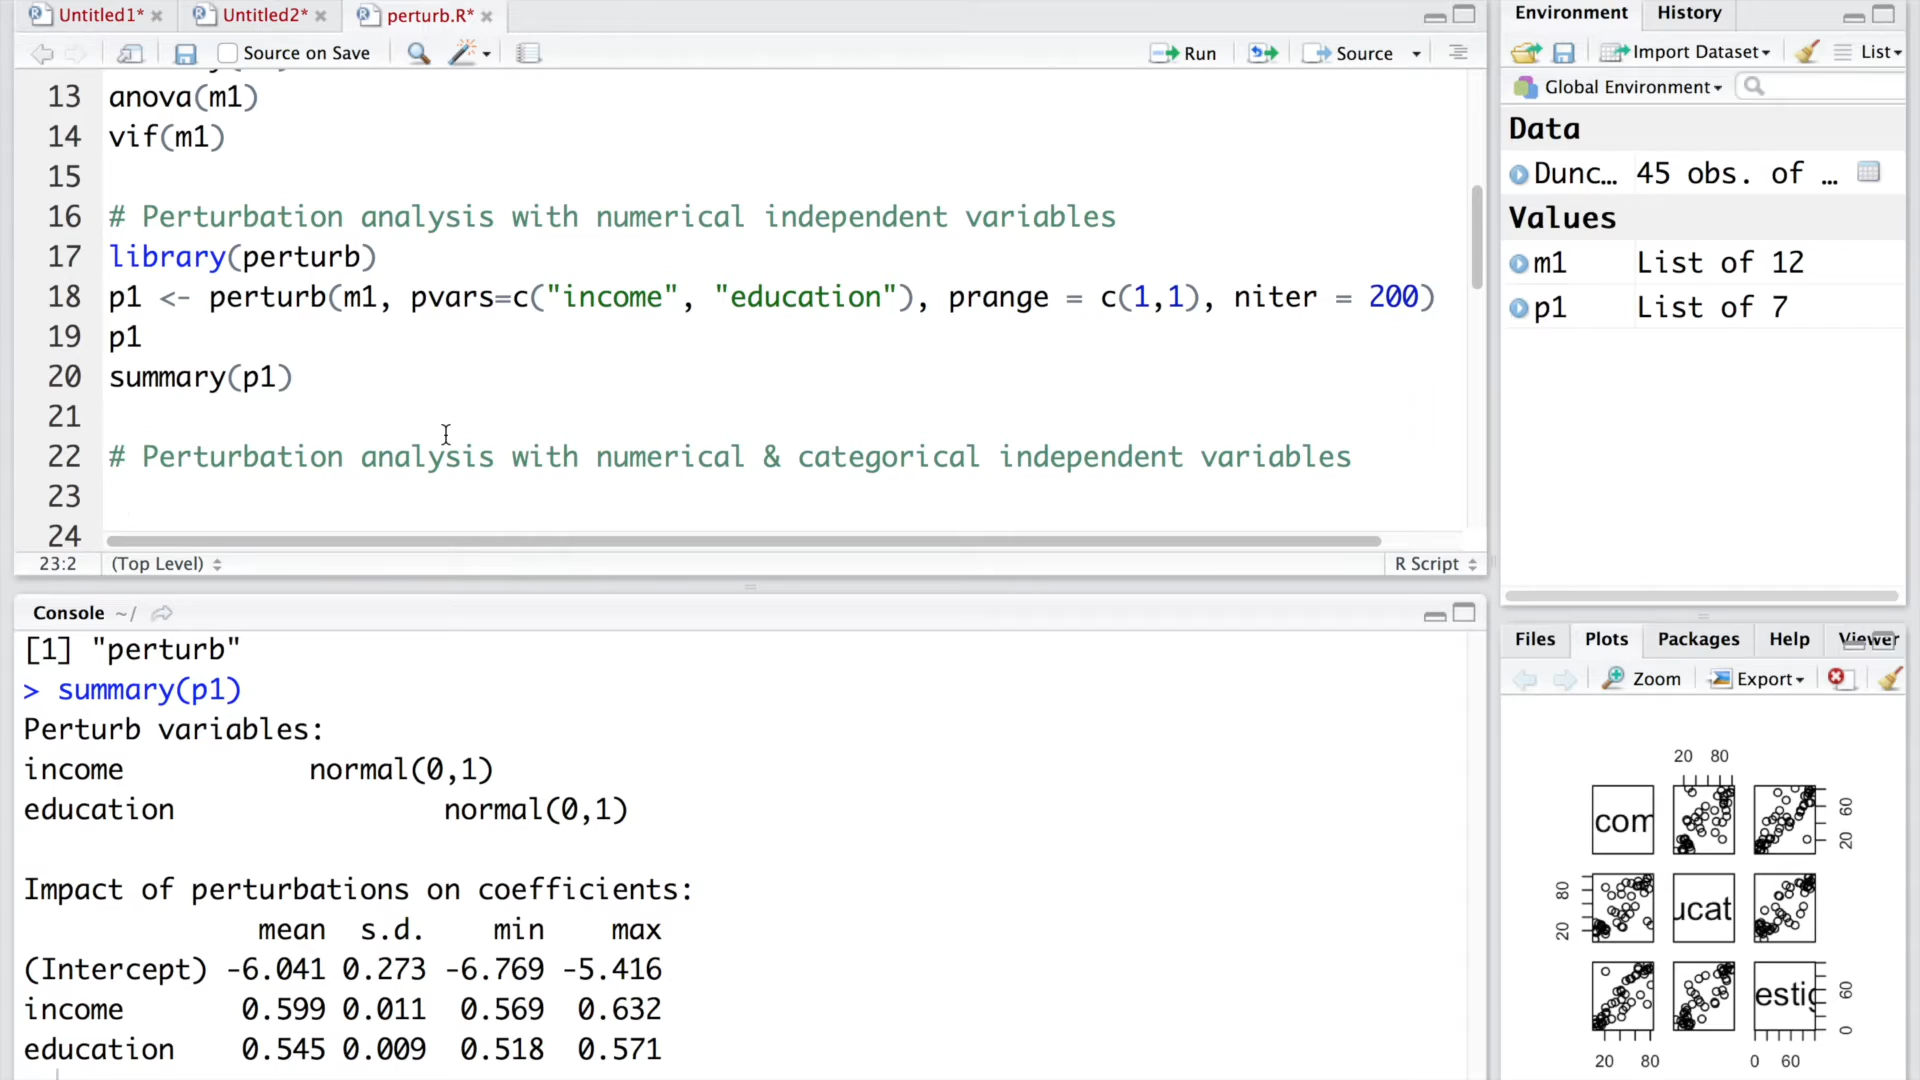 Untitled1* Untitled2* perturb.R*
Source on Save Run Source
13 anova(m1)
14 vif(m1)
15
16 # Perturbation analysis with numerical independent variables
17 library(perturb)
18 p1 <- perturb(m1, pvars=c("income", "education"), prange = c(1,1), niter = 200)
19 p1
20 summary(p1)
21
22 # Perturbation analysis with numerical & categorical independent variables
23
24
23:2 (Top Level) R Script
Console ~/
[1] "perturb"
> summary(p1)
Perturb variables:
income normal(0,1)
education normal(0,1)
Impact of perturbations on coefficients:
mean s.d. min max
(Intercept) -6.041 0.273 -6.769 -5.416
income 0.599 0.011 0.569 0.632
education 0.545 0.009 0.518 0.571
Environment History
Import Dataset List
Global Environment
Data
Dunc... 45 obs. of ...
Values
m1 List of 12
p1 List of 7
Files Plots Packages Help Viewer
Zoom Export
20 80
com
20 60
20 80
ucat
estig
0 60
20 80 0 60